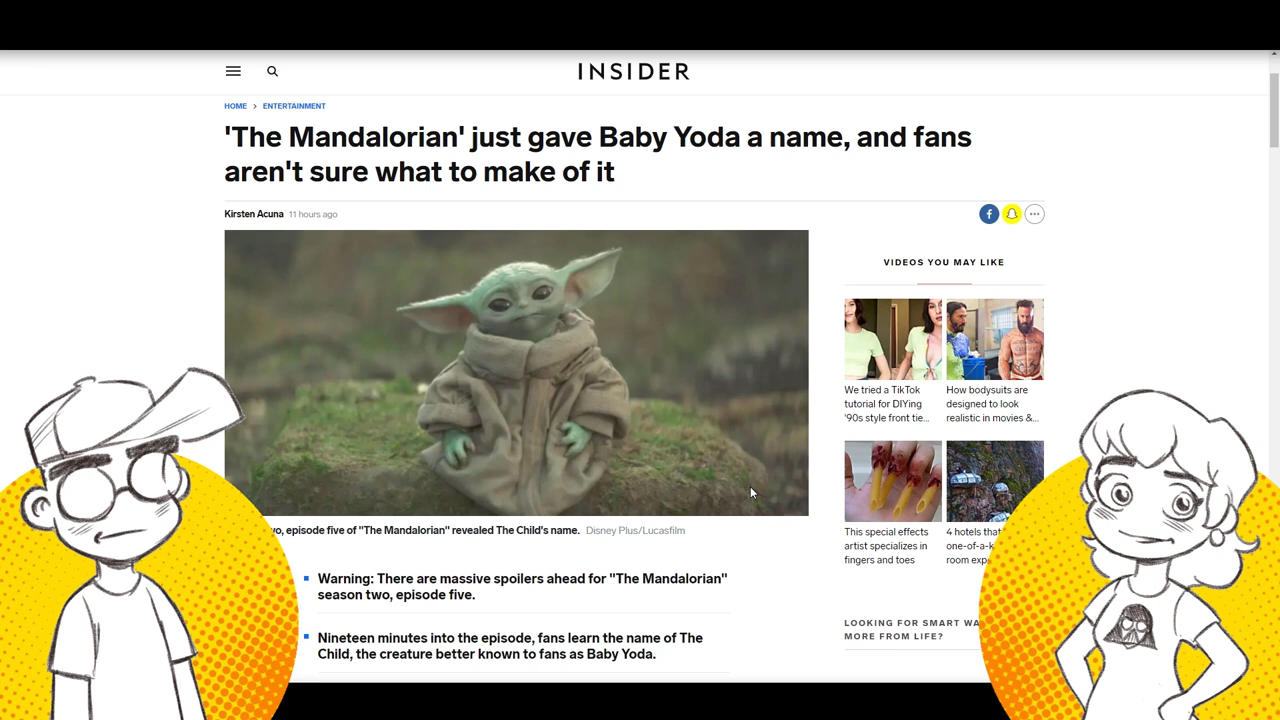 INSIDER
HOME > ENTERTAINMENT
'The Mandalorian' just gave Baby Yoda a name, and fans
aren't sure what to make of it
Kirsten Acuna 11 hours ago
VIDEOS YOU MAY LIKE
We tried a TikTok
tutorial for DIYing
'90s style front tie...
How bodysuits are
designed to look
realistic in movies &...
This special effects
artist specializes in
fingers and toes
4 hotels that
one-of-a-k
room exp
episode five of "The Mandalorian" revealed The Child's name. Disney Plus/Lucasfilm
Warning: There are massive spoilers ahead for "The Mandalorian"
season two, episode five.
Nineteen minutes into the episode, fans learn the name of The
Child, the creature better known to fans as Baby Yoda.
LOOKING FOR SMART WA
MORE FROM LIFE?